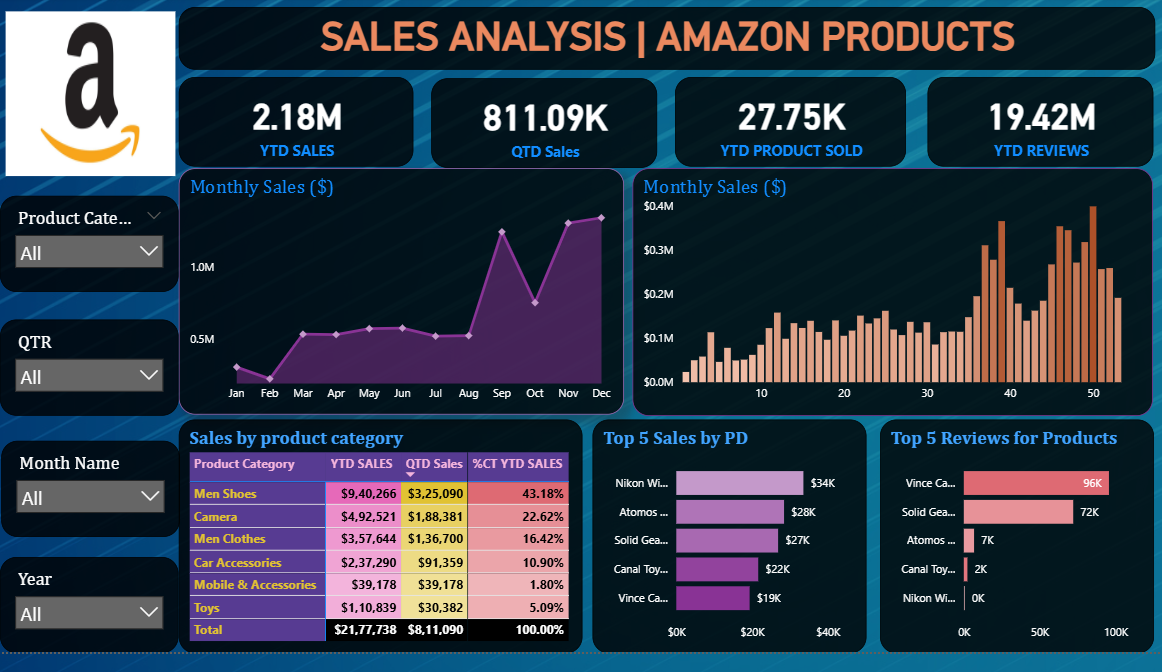 a
SALES ANALYSIS | AMAZON PRODUCTS
2.18M
YTD SALES
811.09K
QTD Sales
27.75K
YTD PRODUCT SOLD
19.42M
YTD REVIEWS
Product Cate...
All
QTR
All
Month Name
All
Year
All
Monthly Sales ($)
1.0M
0.5M
Jan Feb Mar Apr May Jun Jul Aug Sep Oct Nov Dec
Monthly Sales ($)
$0.4M
$0.3M
$0.2M
$0.1M
$0.0M
10 20 30 40 50
Sales by product category
Product Category YTD SALES QTD Sales %CT YTD SALES
Men Shoes $9,40,266 $3,25,090 43.18%
Camera $4,92,521 $1,88,381 22.62%
Men Clothes $3,57,644 $1,36,700 16.42%
Car Accessories $2,37,290 $91,359 10.90%
Mobile & Accessories $39,178 $39,178 1.80%
Toys $1,10,839 $30,382 5.09%
Total $21,77,738 $8,11,090 100.00%
Top 5 Sales by PD
Nikon Wi... $34K
Atomos ... $28K
Solid Gea... $27K
Canal Toy... $22K
Vince Ca... $19K
$0K $20K $40K
Top 5 Reviews for Products
Vince Ca... 96K
Solid Gea... 72K
Atomos ... 7K
Canal Toy... 2K
Nikon Wi... 0K
0K 50K 100K